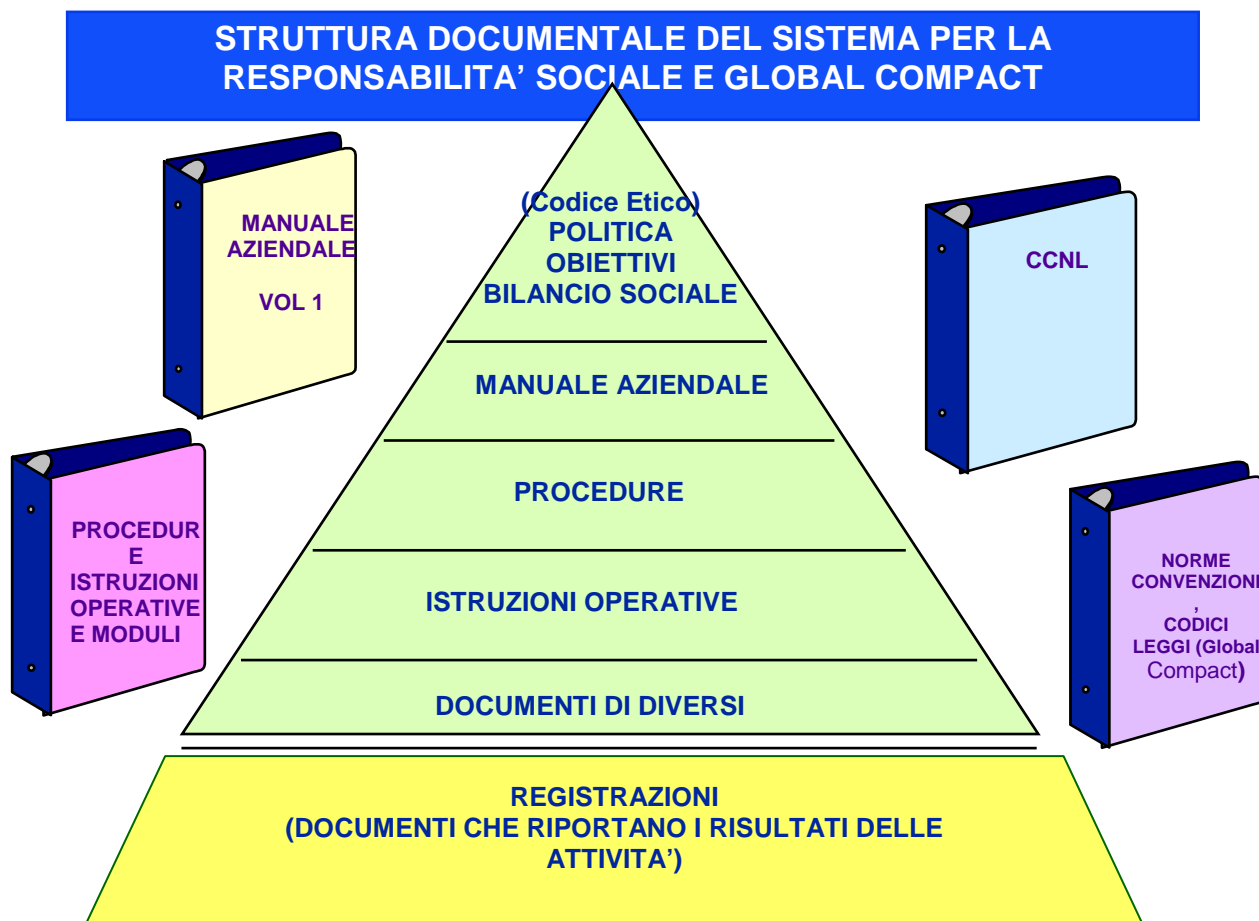 STRUTTURA DOCUMENTALE DEL SISTEMA PER LA
RESPONSABILITA’ SOCIALE E GLOBAL COMPACT
MANUALE
AZIENDALE
VOL 1
(Codice Etico)
POLITICA
OBIETTIVI
BILANCIO SOCIALE
CCNL
MANUALE AZIENDALE
PROCEDURE
ISTRUZIONI OPERATIVE
DOCUMENTI DI DIVERSI
PROCEDUR
E
ISTRUZIONI
OPERATIVE
E MODULI
NORME
CONVENZIONI
,
CODICI
LEGGI (Global
Compact)
REGISTRAZIONI
(DOCUMENTI CHE RIPORTANO I RISULTATI DELLE
ATTIVITA’)